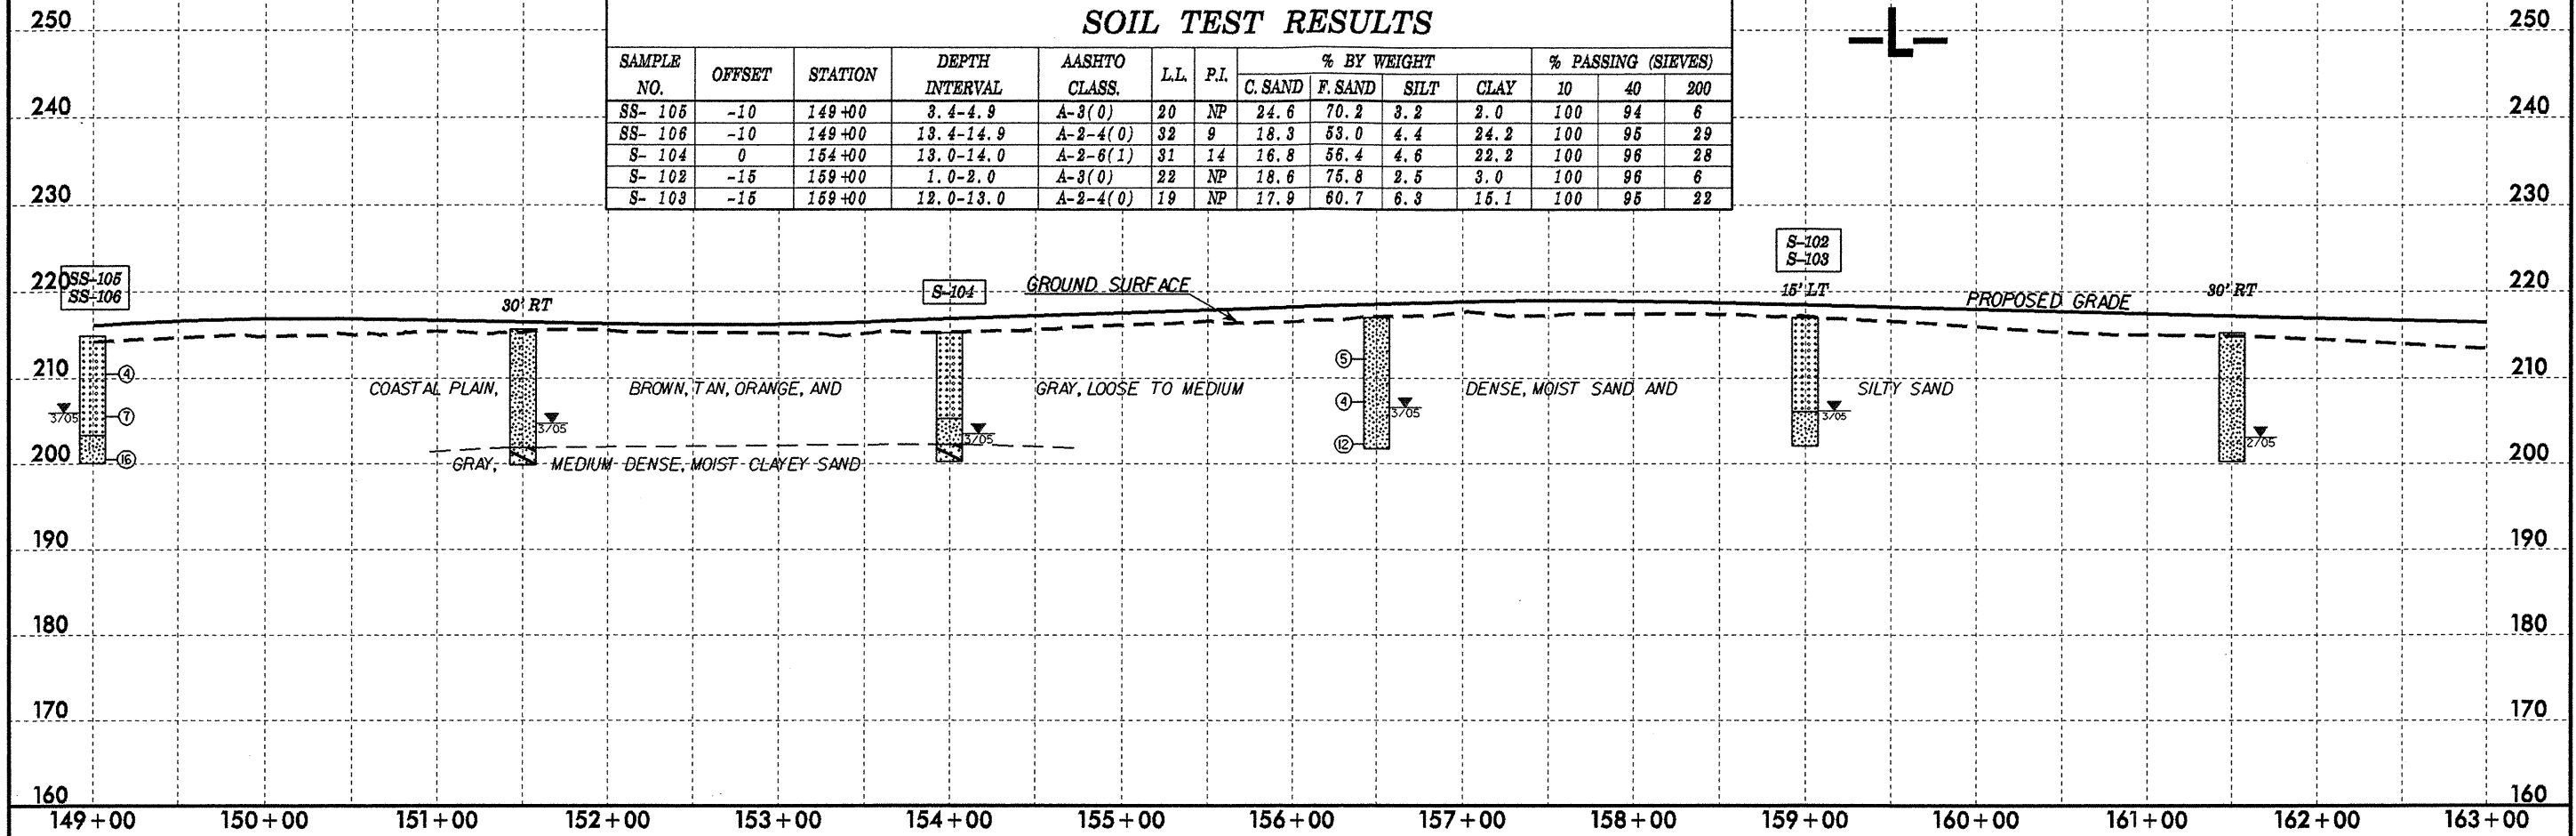 SOIL TEST RESULTS
SAMPLE NO. OFFSET STATION DEPTH INTERVAL AASHTO CLASS. L.L. P.I. % BY WEIGHT % PASSING (SIEVES)
C. SAND F. SAND SILT CLAY 10 40 200
SS- 105 -10 149+00 3.4-4.9 A-3(0) 20 NP 24.6 70.2 3.2 2.0 100 94 6
SS- 106 -10 149+00 13.4-14.9 A-2-4(0) 32 9 18.3 53.0 4.4 24.2 100 95 29
S- 104 0 154+00 13.0-14.0 A-2-6(1) 31 14 16.8 56.4 4.6 22.2 100 96 28
S- 102 -15 159+00 1.0-2.0 A-3(0) 22 NP 18.6 75.8 2.5 3.0 100 96 6
S- 103 -15 159+00 12.0-13.0 A-2-4(0) 19 NP 17.9 60.7 6.3 15.1 100 95 22
L
250 250
240 240
230 230
220 220
210 210
200 200
190 190
180 180
170 170
160 160
SS-105
SS-106
30' RT
S-104
GROUND SURFACE
S-102
S-103
15' LT
PROPOSED GRADE
30' RT
4
7
16
3/05
3/05
3/05
5
4
12
3/05
3/05
2/05
COASTAL PLAIN, BROWN, TAN, ORANGE, AND GRAY, LOOSE TO MEDIUM DENSE, MOIST SAND AND SILTY SAND
GRAY, MEDIUM DENSE, MOIST CLAYEY SAND
149+00 150+00 151+00 152+00 153+00 154+00 155+00 156+00 157+00 158+00 159+00 160+00 161+00 162+00 163+00